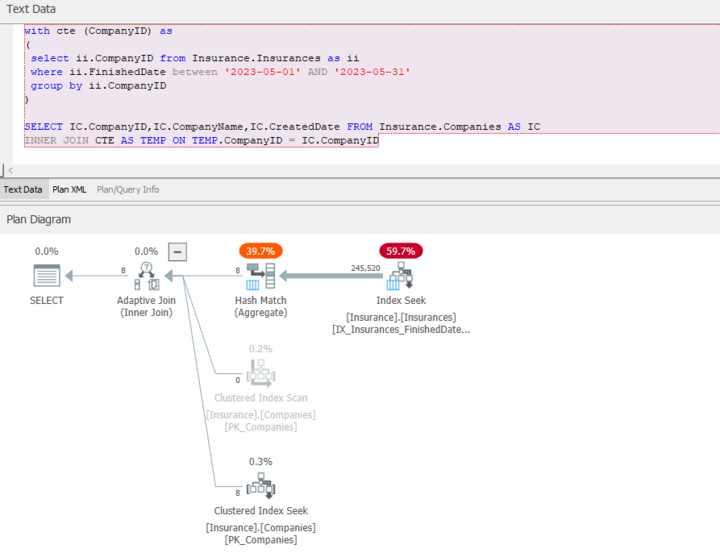 Text Data
with cte (CompanyID) as
(
select ii.CompanyID from Insurance.Insurances as ii
where ii.FinishedDate between '2023-05-01' AND '2023-05-31'
group by ii.CompanyID
)
SELECT IC.CompanyID,IC.CompanyName,IC.CreatedDate FROM Insurance.Companies AS IC
INNER JOIN CTE AS TEMP ON TEMP.CompanyID = IC.CompanyID
Text Data Plan XML Plan/Query Info
Plan Diagram
0.0% 0.0% 39.7% 59.7%
8 8 245,520
SELECT Adaptive Join Hash Match Index Seek
(Inner Join) (Aggregate)
[Insurance].[Insurances]
[IX_Insurances_FinishedDate...
0.2%
0
Clustered Index Scan
[Insurance].[Companies]
[PK_Companies]
0.3%
8
Clustered Index Seek
[Insurance].[Companies]
[PK_Companies]